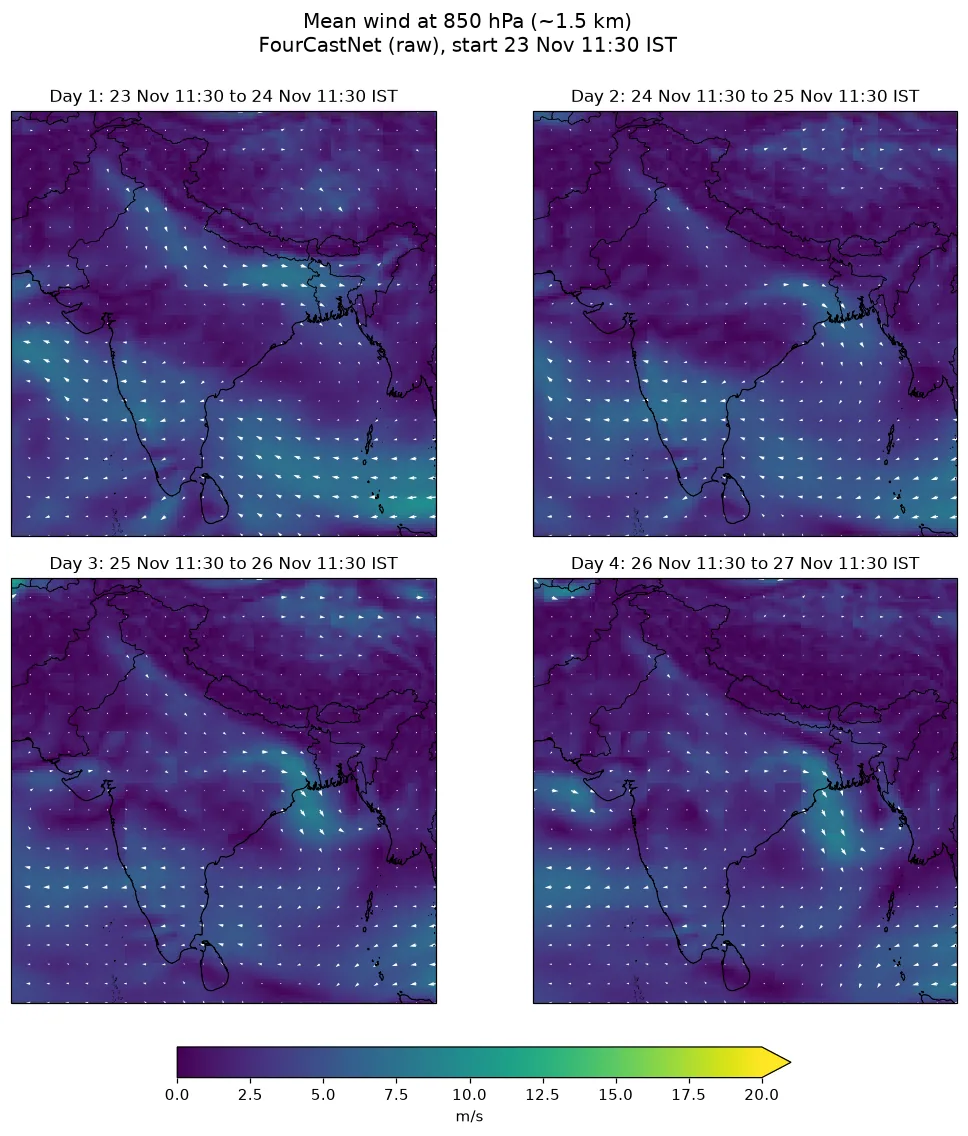 Mean wind at 850 hPa (~1.5 km)
FourCastNet (raw), start 23 Nov 11:30 IST
Day 1: 23 Nov 11:30 to 24 Nov 11:30 IST
Day 2: 24 Nov 11:30 to 25 Nov 11:30 IST
Day 3: 25 Nov 11:30 to 26 Nov 11:30 IST
Day 4: 26 Nov 11:30 to 27 Nov 11:30 IST
0.0 2.5 5.0 7.5 10.0 12.5 15.0 17.5 20.0
m/s